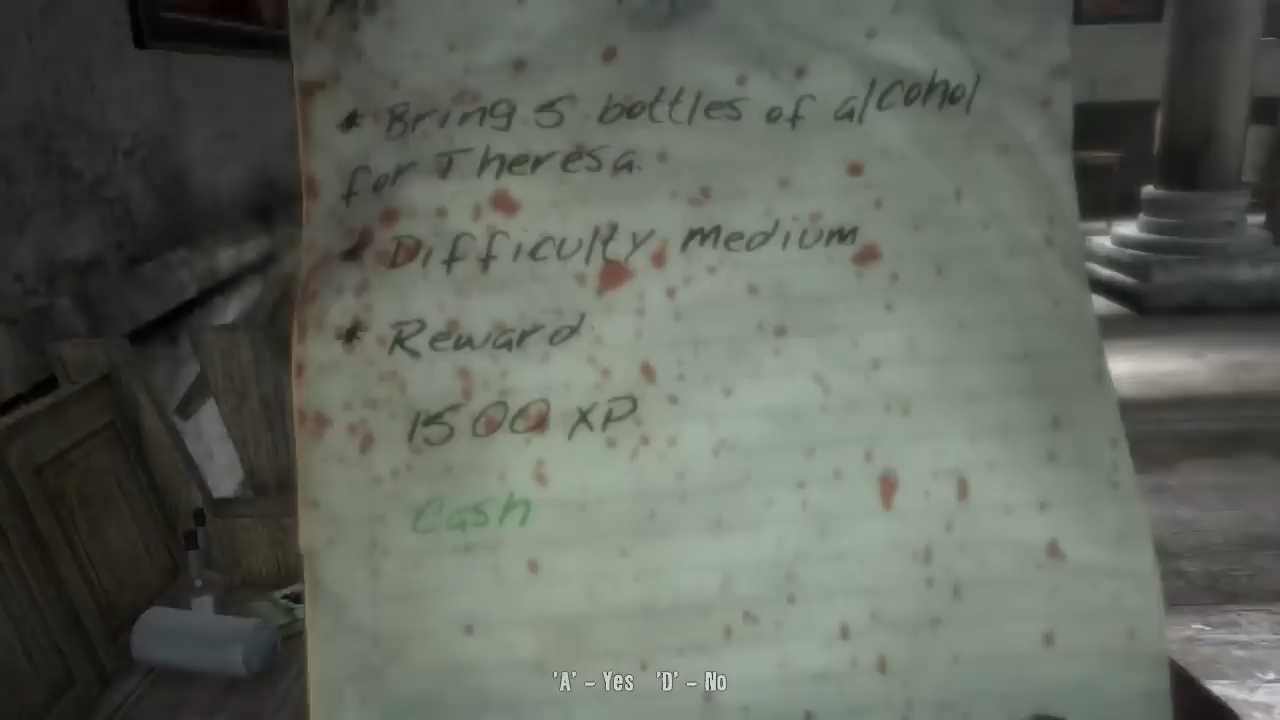 * Bring 5 bottles of alcohol
for Theresa.
* Difficulty medium
* Reward
1500 XP
Cash
'A' – Yes 'D' – No